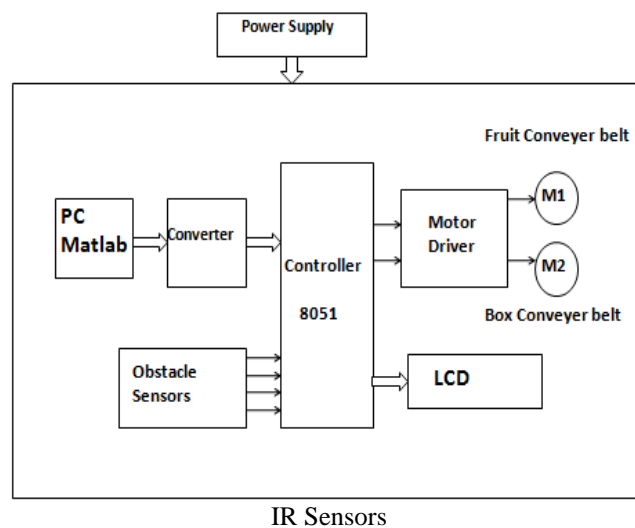 Power Supply
Fruit Conveyer belt
PC
Matlab
Converter
Controller
8051
Motor
Driver
M1
M2
Box Conveyer belt
Obstacle
Sensors
LCD
IR Sensors